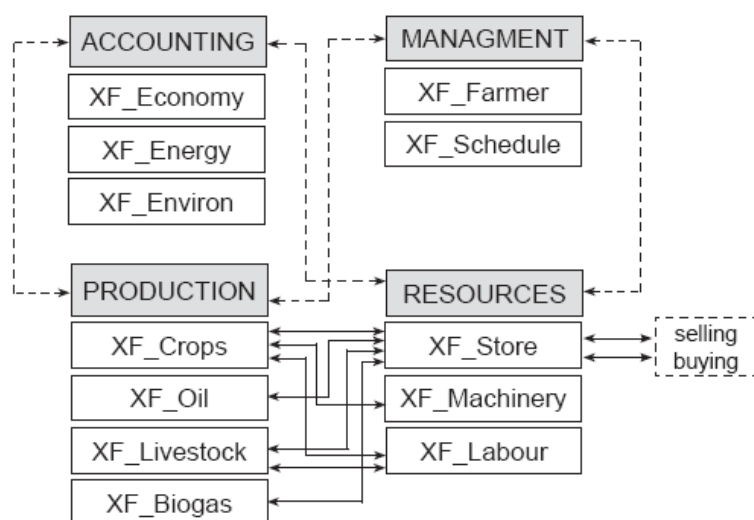 ACCOUNTING
XF_Economy
XF_Energy
XF_Environ
MANAGMENT
XF_Farmer
XF_Schedule
PRODUCTION
XF_Crops
XF_Oil
XF_Livestock
XF_Biogas
RESOURCES
XF_Store
XF_Machinery
XF_Labour
selling
buying